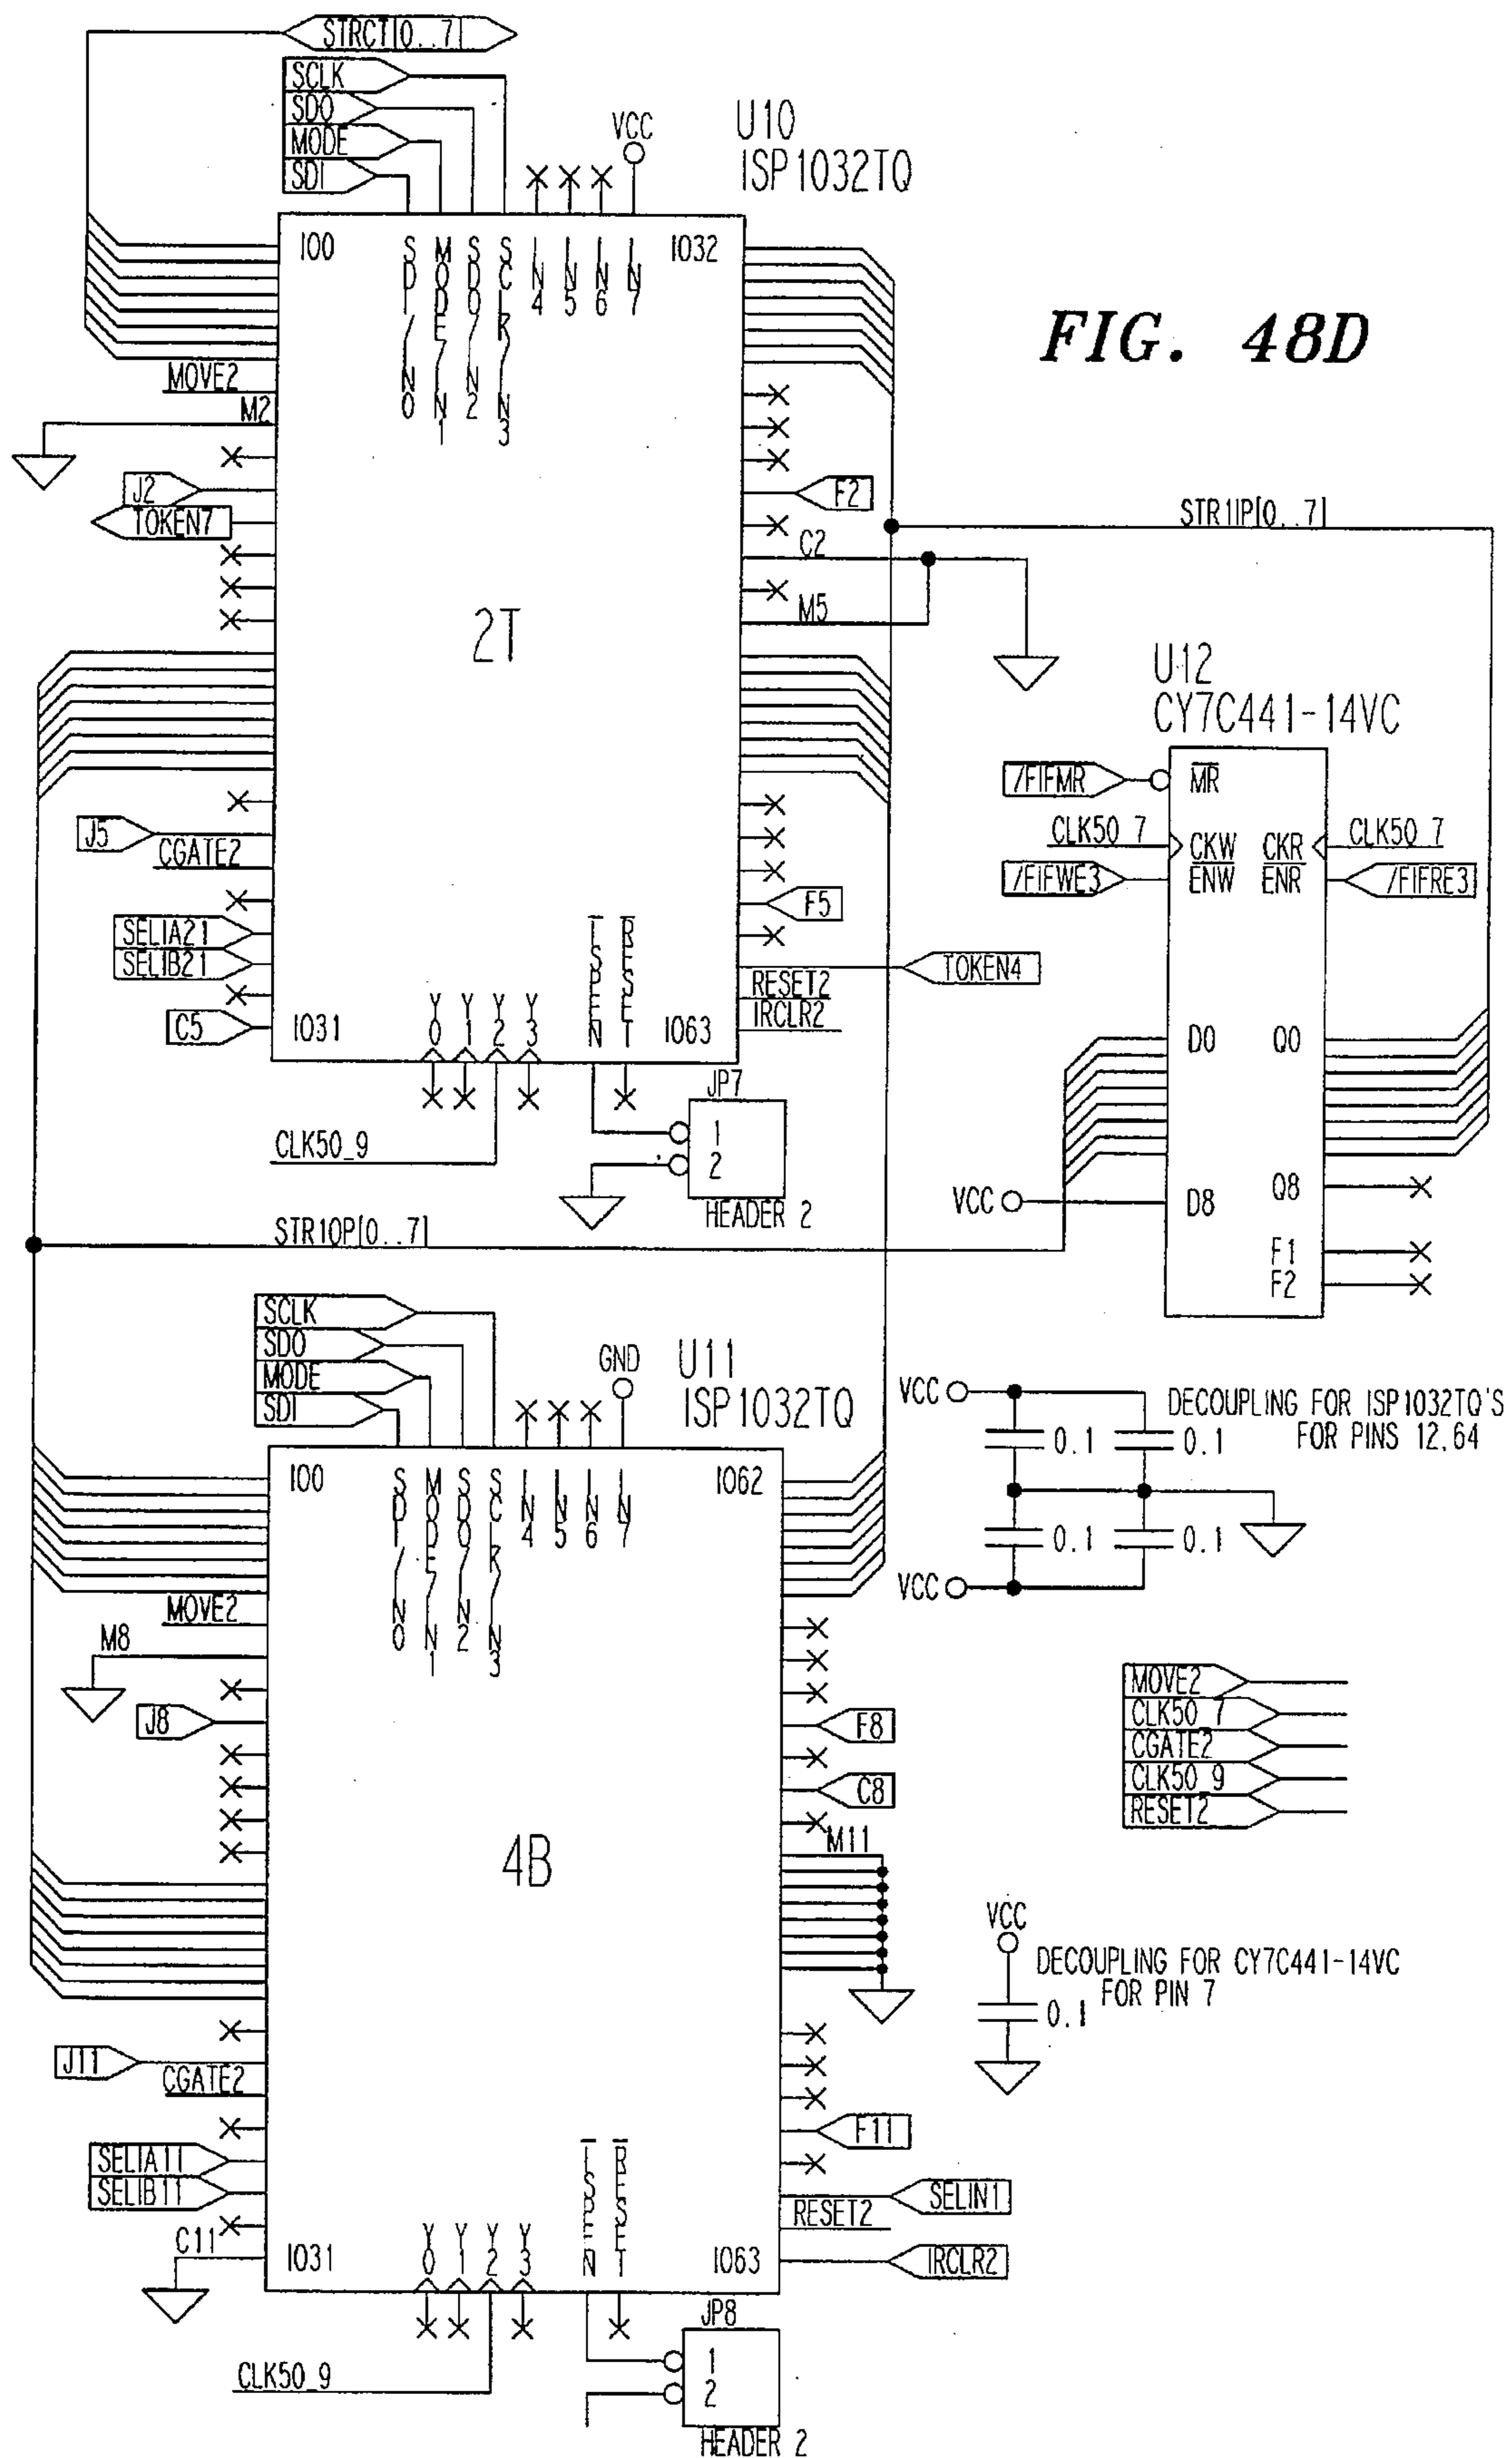 STRCT[0..7]
SCLK
SDO
MODE
SDI
VCC
U10
ISP1032TQ
IO0
SDI/IN0
MODE/IN1
SDO/IN2
SCLK/IN3
IN4
IN5
IN6
IN7
IO32
FIG. 48D
MOVE2
M2
J2
TOKEN7
F2
STR1IP[0..7]
C2
M5
2T
U12
CY7C441-14VC
/FIFMR
MR
CLK50_7
CKW
CKR
CLK50_7
/FIFWE3
ENW
ENR
/FIFRE3
J5
CGATE2
F5
SELIA21
SELIB21
TOKEN4
RESET2
IRCLR2
C5
IO31
Y0
Y1
Y2
Y3
ISPEN
RESET
IO63
D0
Q0
JP7
1
2
HEADER 2
CLK50_9
VCC
D8
Q8
F1
F2
STR1OP[0..7]
SCLK
SDO
MODE
SDI
GND
U11
ISP1032TQ
IO0
SDI/IN0
MODE/IN1
SDO/IN2
SCLK/IN3
IN4
IN5
IN6
IN7
IO62
VCC
0.1
0.1
DECOUPLING FOR ISP1032TQ'S
FOR PINS 12,64
0.1
0.1
VCC
MOVE2
M8
J8
F8
C8
M11
4B
MOVE2
CLK50_7
CGATE2
CLK50_9
RESET2
VCC
DECOUPLING FOR CY7C441-14VC
FOR PIN 7
0.1
J11
CGATE2
F11
SELIA11
SELIB11
SELIN1
RESET2
C11
IRCLR2
IO31
Y0
Y1
Y2
Y3
ISPEN
RESET
IO63
JP8
1
2
HEADER 2
CLK50_9